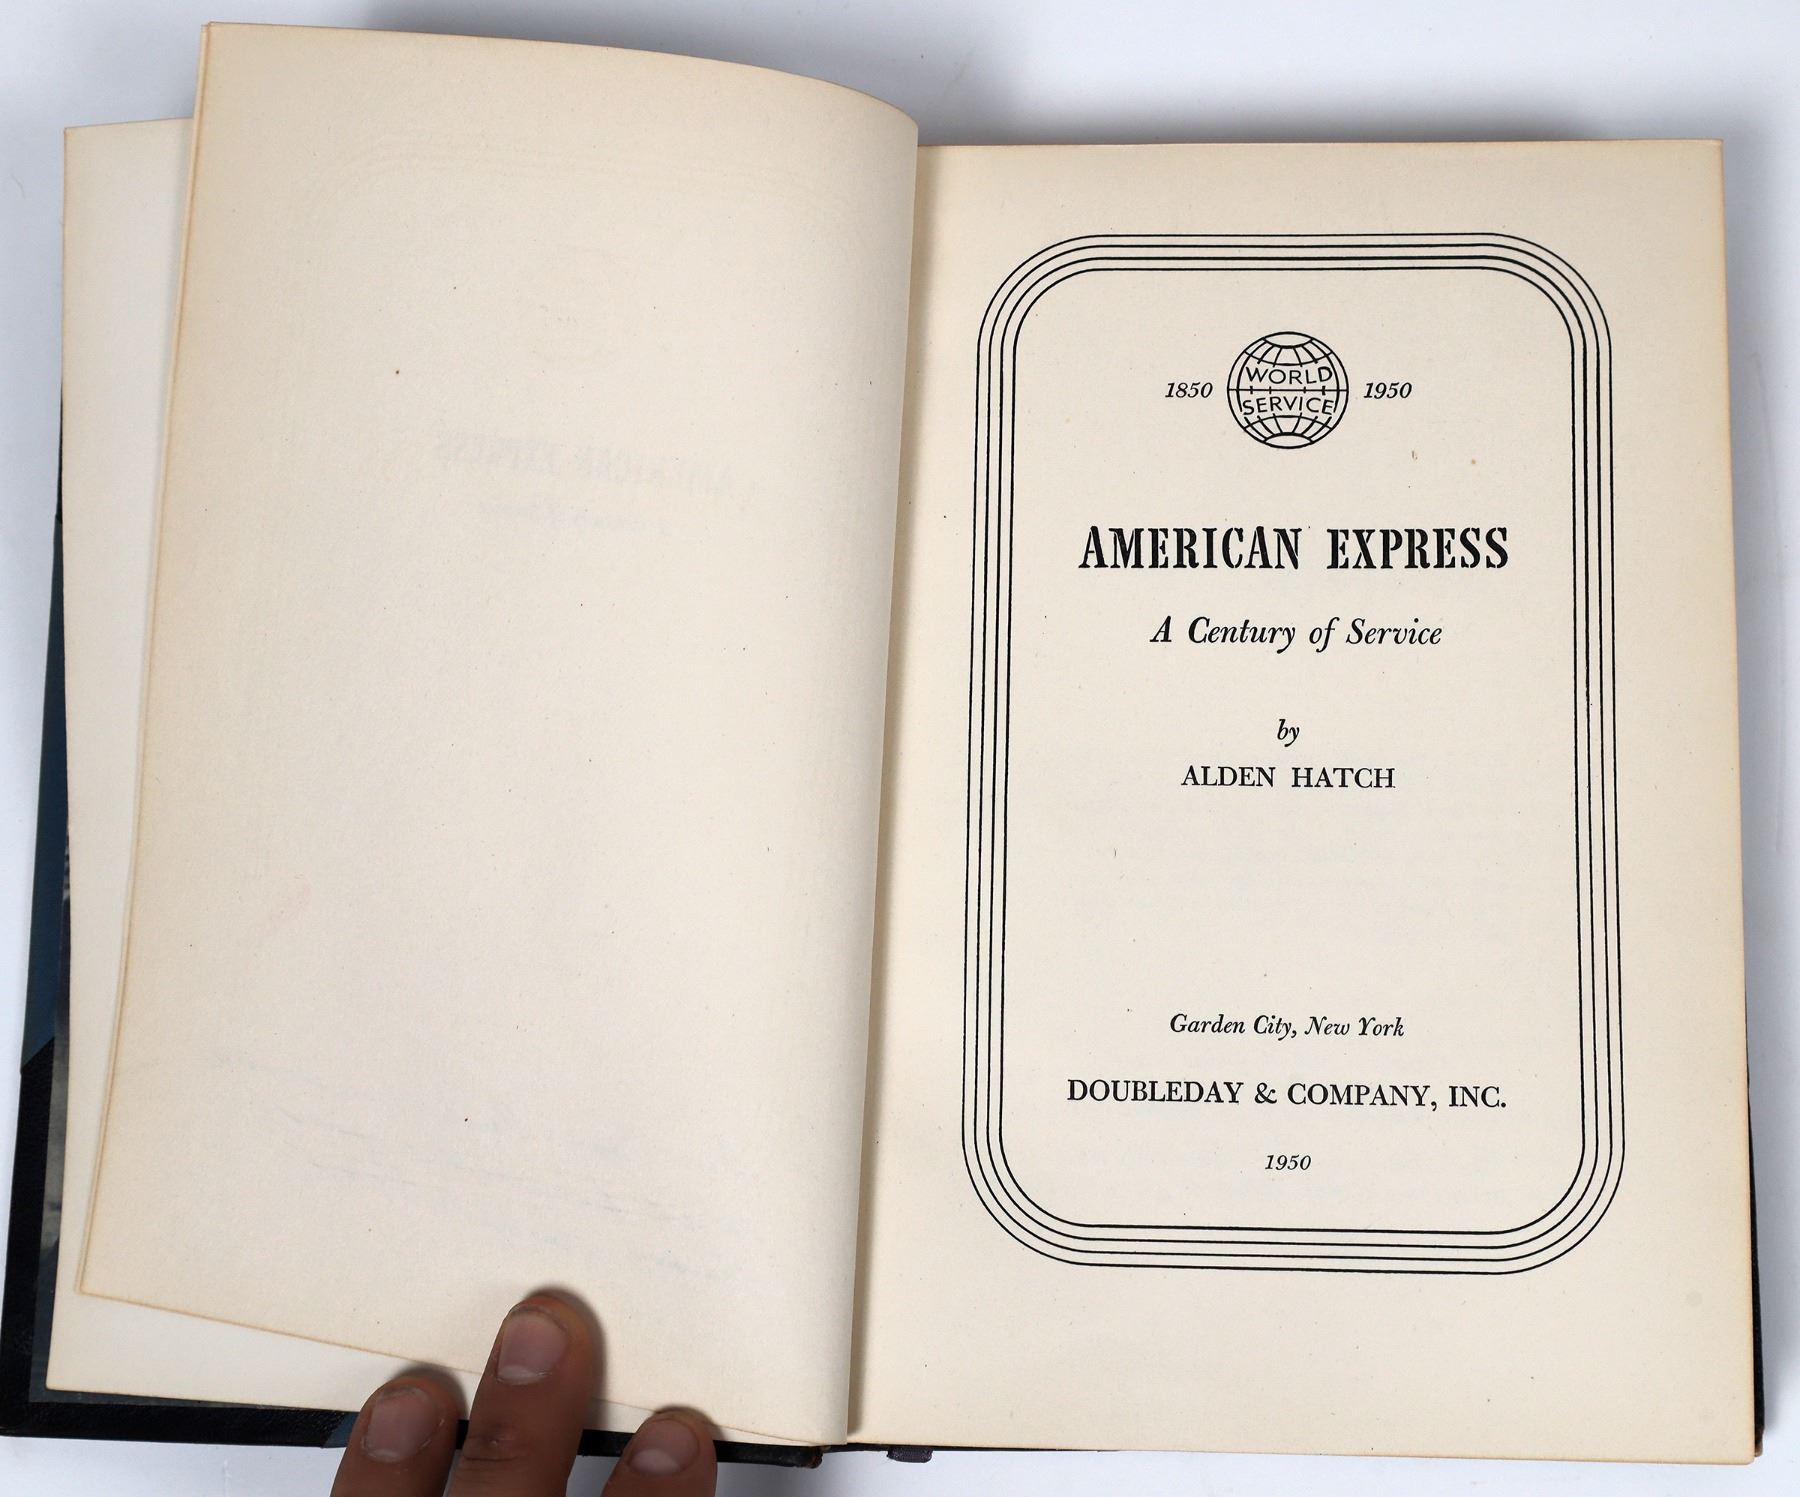 1850 WORLD SERVICE 1950
AMERICAN EXPRESS
A Century of Service
by
ALDEN HATCH
Garden City, New York
DOUBLEDAY & COMPANY, INC.
1950